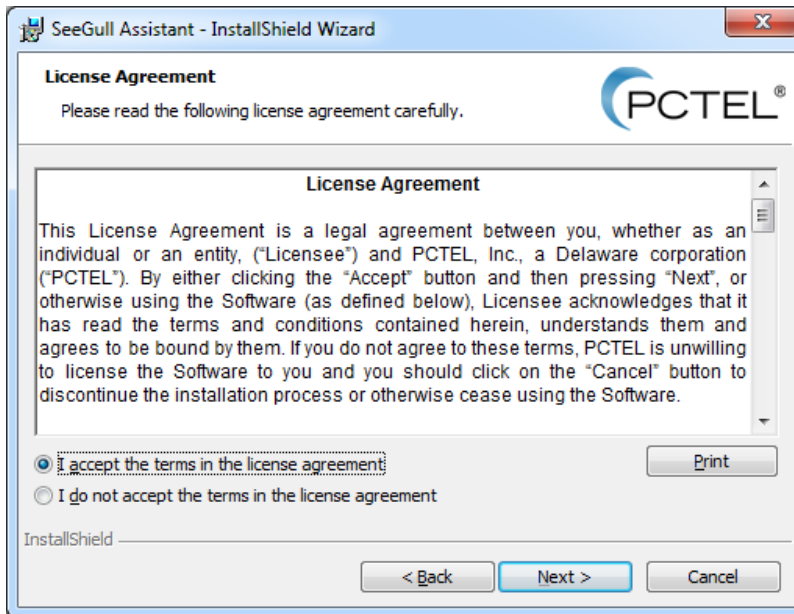 SeeGull Assistant - InstallShield Wizard
License Agreement
Please read the following license agreement carefully.
PCTEL®
License Agreement
This License Agreement is a legal agreement between you, whether as an
individual or an entity, (“Licensee”) and PCTEL, Inc., a Delaware corporation
(“PCTEL”). By either clicking the “Accept” button and then pressing “Next”, or
otherwise using the Software (as defined below), Licensee acknowledges that it
has read the terms and conditions contained herein, understands them and
agrees to be bound by them. If you do not agree to these terms, PCTEL is unwilling
to license the Software to you and you should click on the “Cancel” button to
discontinue the installation process or otherwise cease using the Software.
I accept the terms in the license agreement
Print
I do not accept the terms in the license agreement
InstallShield
< Back
Next >
Cancel